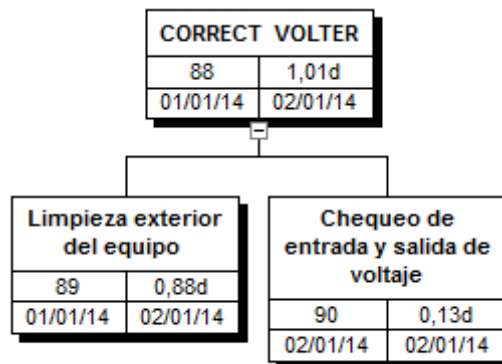 CORRECT VOLTER
88 1,01d
01/01/14 02/01/14
Limpieza exterior
del equipo
89 0,88d
01/01/14 02/01/14
Chequeo de
entrada y salida de
voltaje
90 0,13d
02/01/14 02/01/14